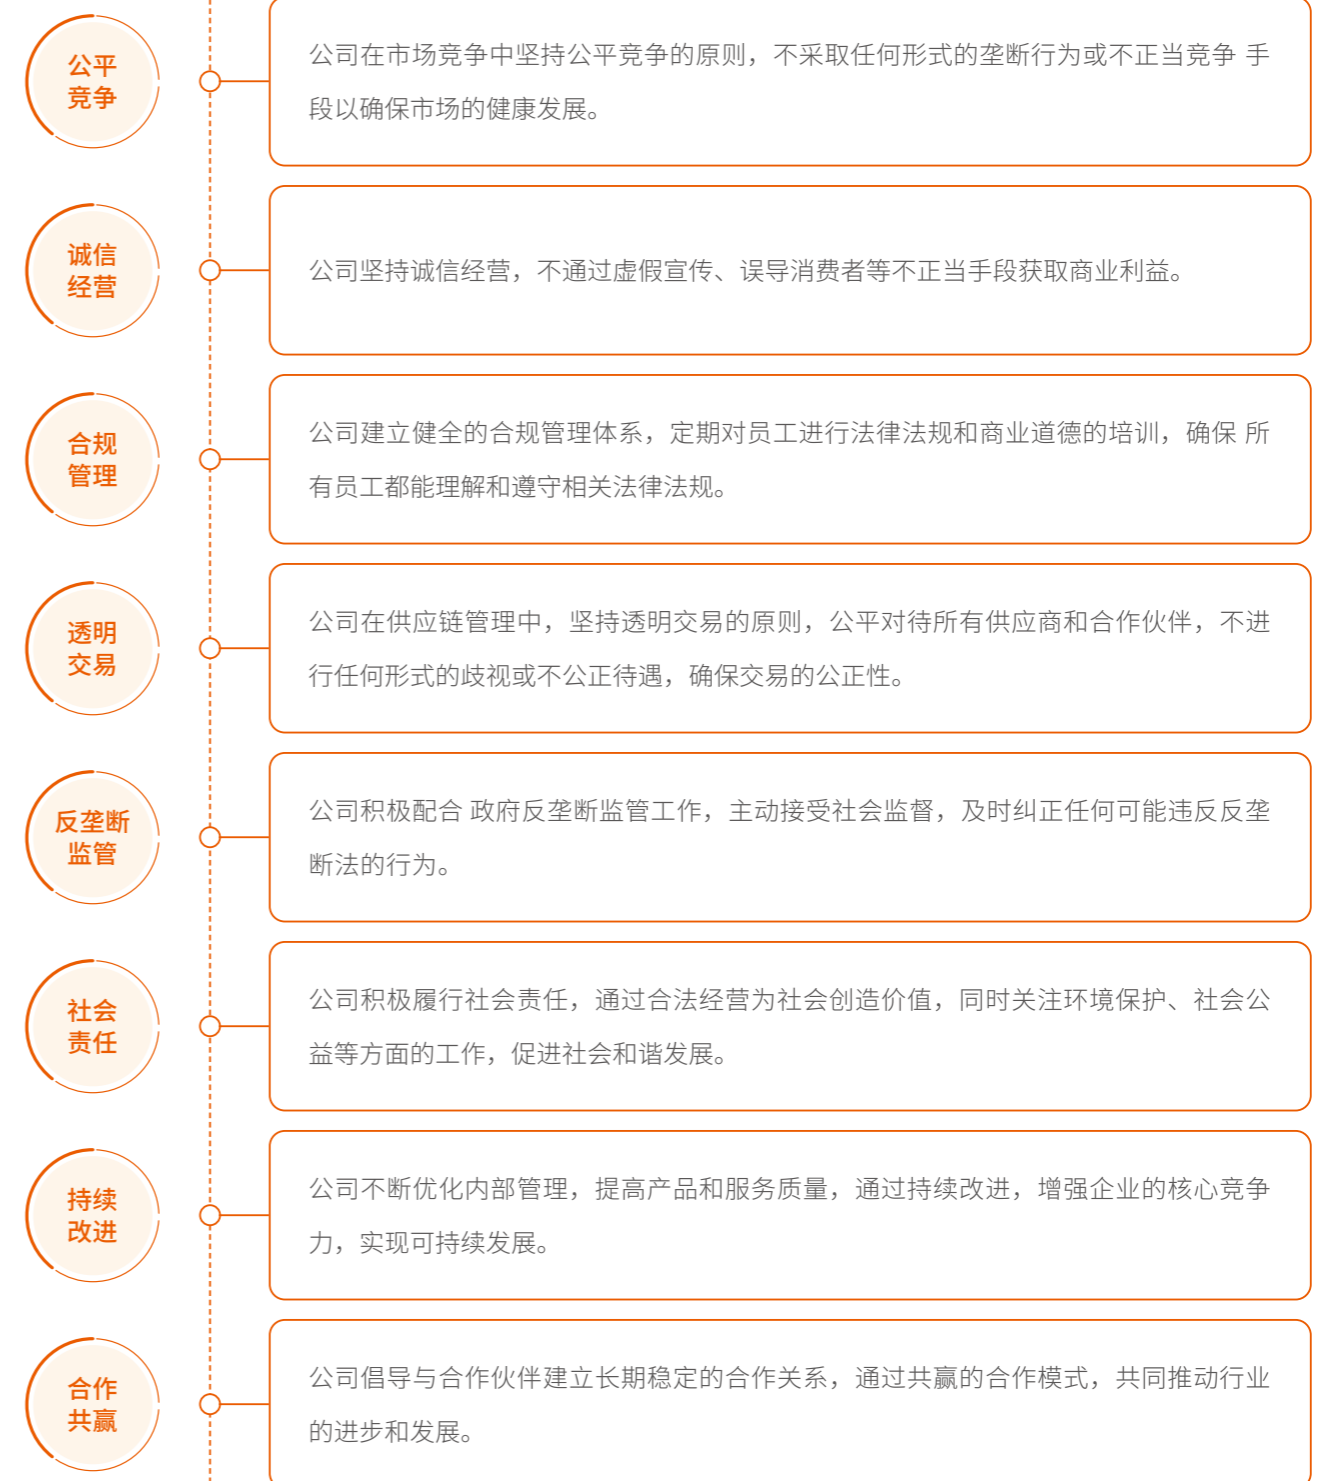 公平
竞争
公司在市场竞争中坚持公平竞争的原则，不采取任何形式的垄断行为或不正当竞争 手
段以确保市场的健康发展。
诚信
经营
公司坚持诚信经营，不通过虚假宣传、误导消费者等不正当手段获取商业利益。
合规
管理
公司建立健全的合规管理体系，定期对员工进行法律法规和商业道德的培训，确保 所
有员工都能理解和遵守相关法律法规。
透明
交易
公司在供应链管理中，坚持透明交易的原则，公平对待所有供应商和合作伙伴，不进
行任何形式的歧视或不公正待遇，确保交易的公正性。
反垄断
监管
公司积极配合 政府反垄断监管工作，主动接受社会监督，及时纠正任何可能违反反垄
断法的行为。
社会
责任
公司积极履行社会责任，通过合法经营为社会创造价值，同时关注环境保护、社会公
益等方面的工作，促进社会和谐发展。
持续
改进
公司不断优化内部管理，提高产品和服务质量，通过持续改进，增强企业的核心竞争
力，实现可持续发展。
合作
共赢
公司倡导与合作伙伴建立长期稳定的合作关系，通过共赢的合作模式，共同推动行业
的进步和发展。